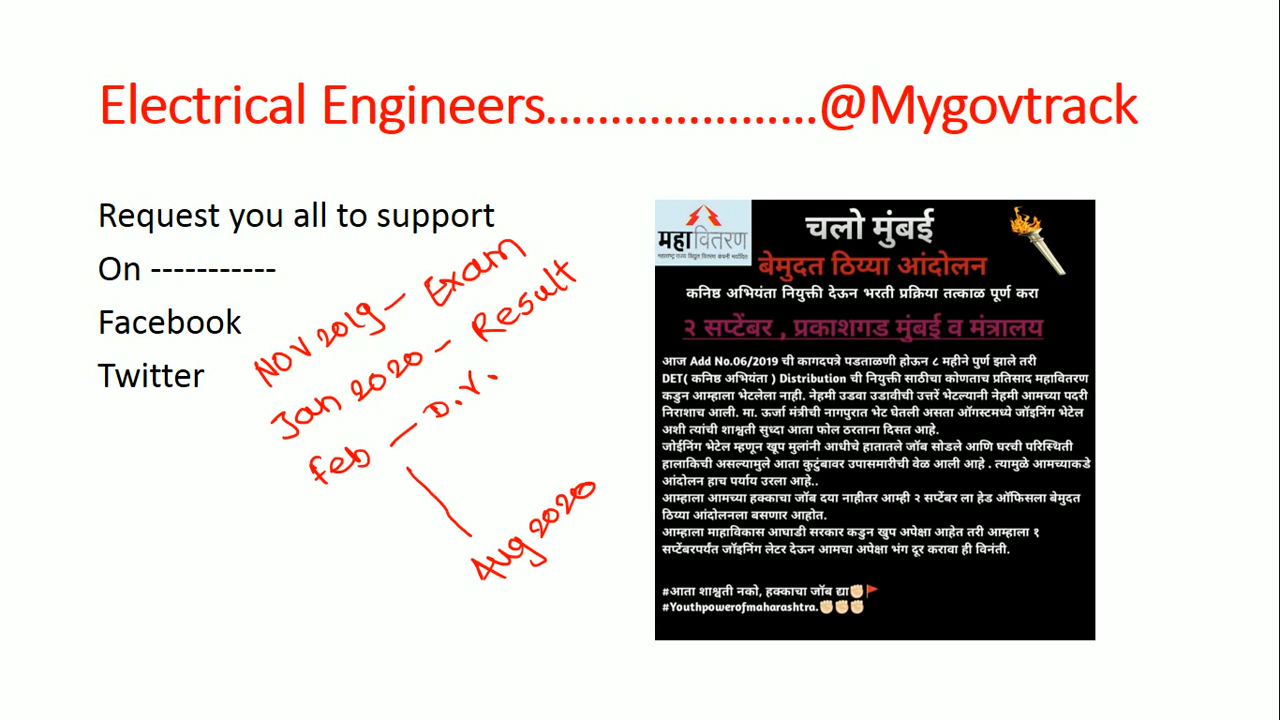 Electrical Engineers.....................@Mygovtrack
Request you all to support
On -----------
Facebook
Twitter
NOV 2019 - Exam
Jan 2020 - Result
feb - D.V.
Aug 2020
महावितरण
महाराष्ट्र राज्य विद्युत वितरण कंपनी मर्यादित
चलो मुंबई
बेमुदत ठिय्या आंदोलन
कनिष्ठ अभियंता नियुक्ती देऊन भरती प्रक्रिया तत्काळ पूर्ण करा
२ सप्टेंबर , प्रकाशगड मुंबई व मंत्रालय
आज Add No.06/2019 ची कागदपत्रे पडताळणी होऊन ८ महीने पुर्ण झाले तरी
DET( कनिष्ठ अभियंता ) Distribution ची नियुक्ती साठीचा कोणताच प्रतिसाद महावितरण
कडुन आम्हाला भेटलेला नाही. नेहमी उडवा उडावीची उत्तरें भेटल्यानी नेहमी आमच्या पदरी
निराशाच आली. मा. ऊर्जा मंत्रीची नागपुरात भेट घेतली असता ऑगस्टमध्ये जॉइनिंग भेटेल
अशी त्यांची शाश्वती सुध्दा आता फोल ठरताना दिसत आहे.
जोईनिंग भेटेल म्हणून खूप मुलांनी आधीचे हातातले जॉब सोडले आणि घरची परिस्थिती
हालाकिची असल्यामुले आता कुटुंबावर उपासमारीची वेळ आली आहे . त्यामुळे आमच्याकडे
आंदोलन हाच पर्याय उरला आहे..
आम्हाला आमच्या हक्काचा जॉब दया नाहीतर आम्ही २ सप्टेंबर ला हेड ऑफिसला बेमुदत
ठिय्या आंदोलनला बसणार आहोत.
आम्हाला माहाविकास आघाडी सरकार कडुन खुप अपेक्षा आहेत तरी आम्हाला १
सप्टेंबरपर्यंत जॉइनिंग लेटर देऊन आमचा अपेक्षा भंग दूर करावा ही विनंती.
#आता शाश्वती नको, हक्काचा जॉब द्या✊🚩
#Youthpowerofmaharashtra.✊✊✊